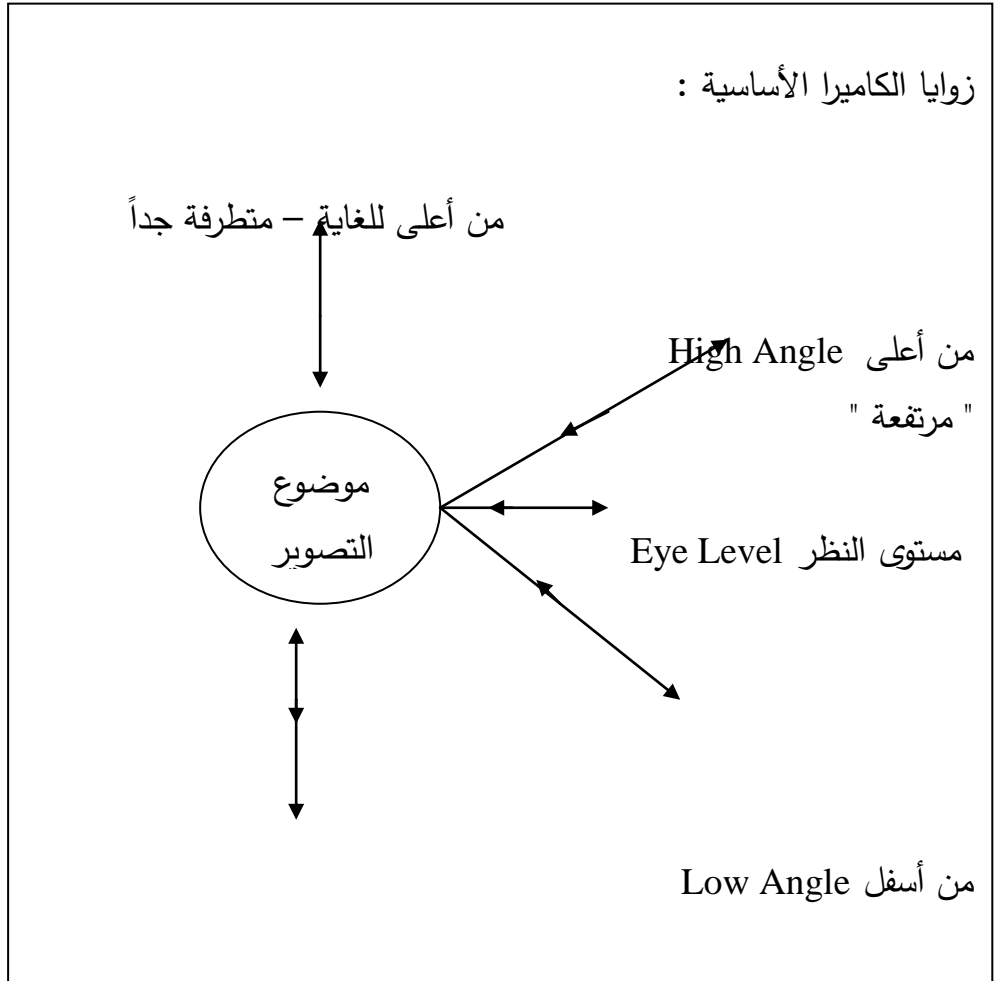 زوايا الكاميرا الأساسية :
من أعلى للغاية – متطرفة جداً
من أعلى High Angle
" مرتفعة "
موضوع
التصوير
مستوى النظر Eye Level
من أسفل Low Angle